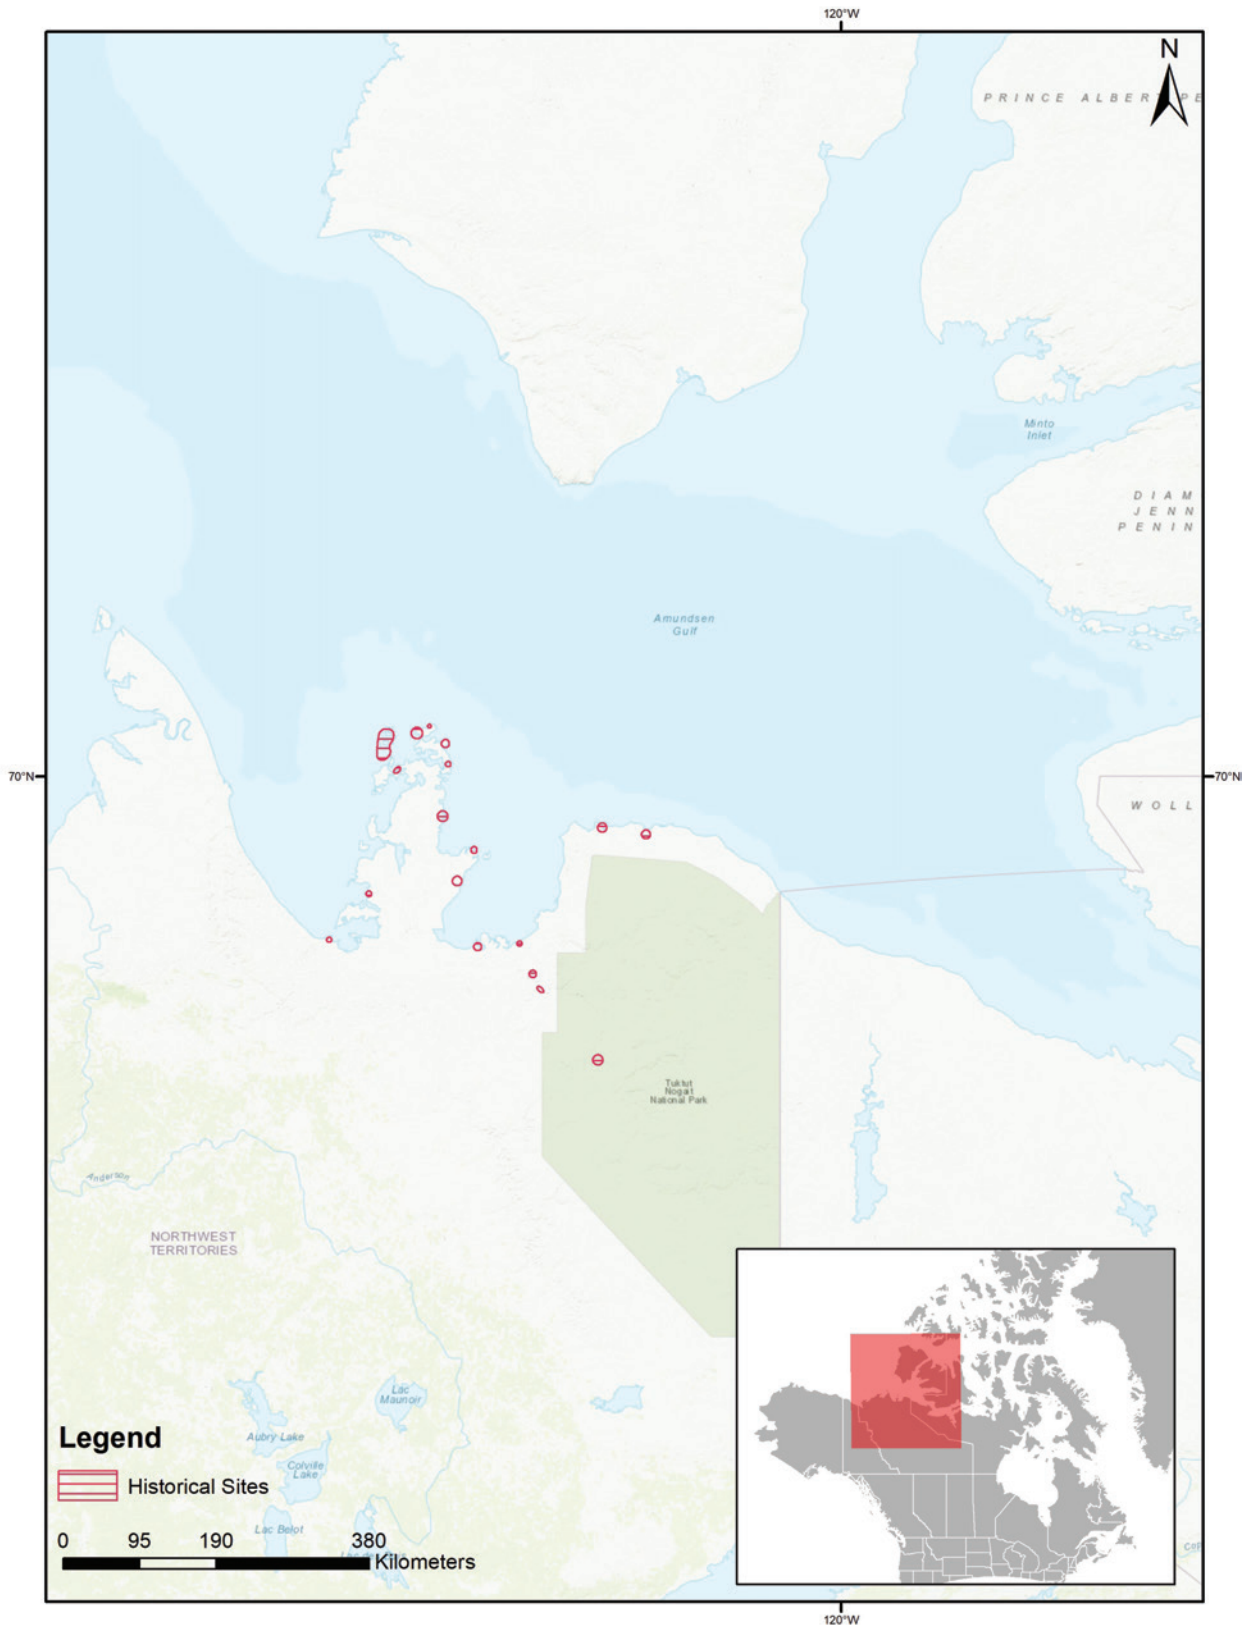 120°W
N
PRINCE ALBERT PE
Minto
Inlet
DIAM
JENN
PENIN
Amundsen
Gulf
70°N
70°N
WOLL
Tuktut
Nogait
National Park
Anderson
NORTHWEST
TERRITORIES
Lac
Maunoir
Aubry Lake
Colville
Lake
Legend
Historical Sites
Lac Belot
0 95 190 380
Kilometers
Cop
120°W